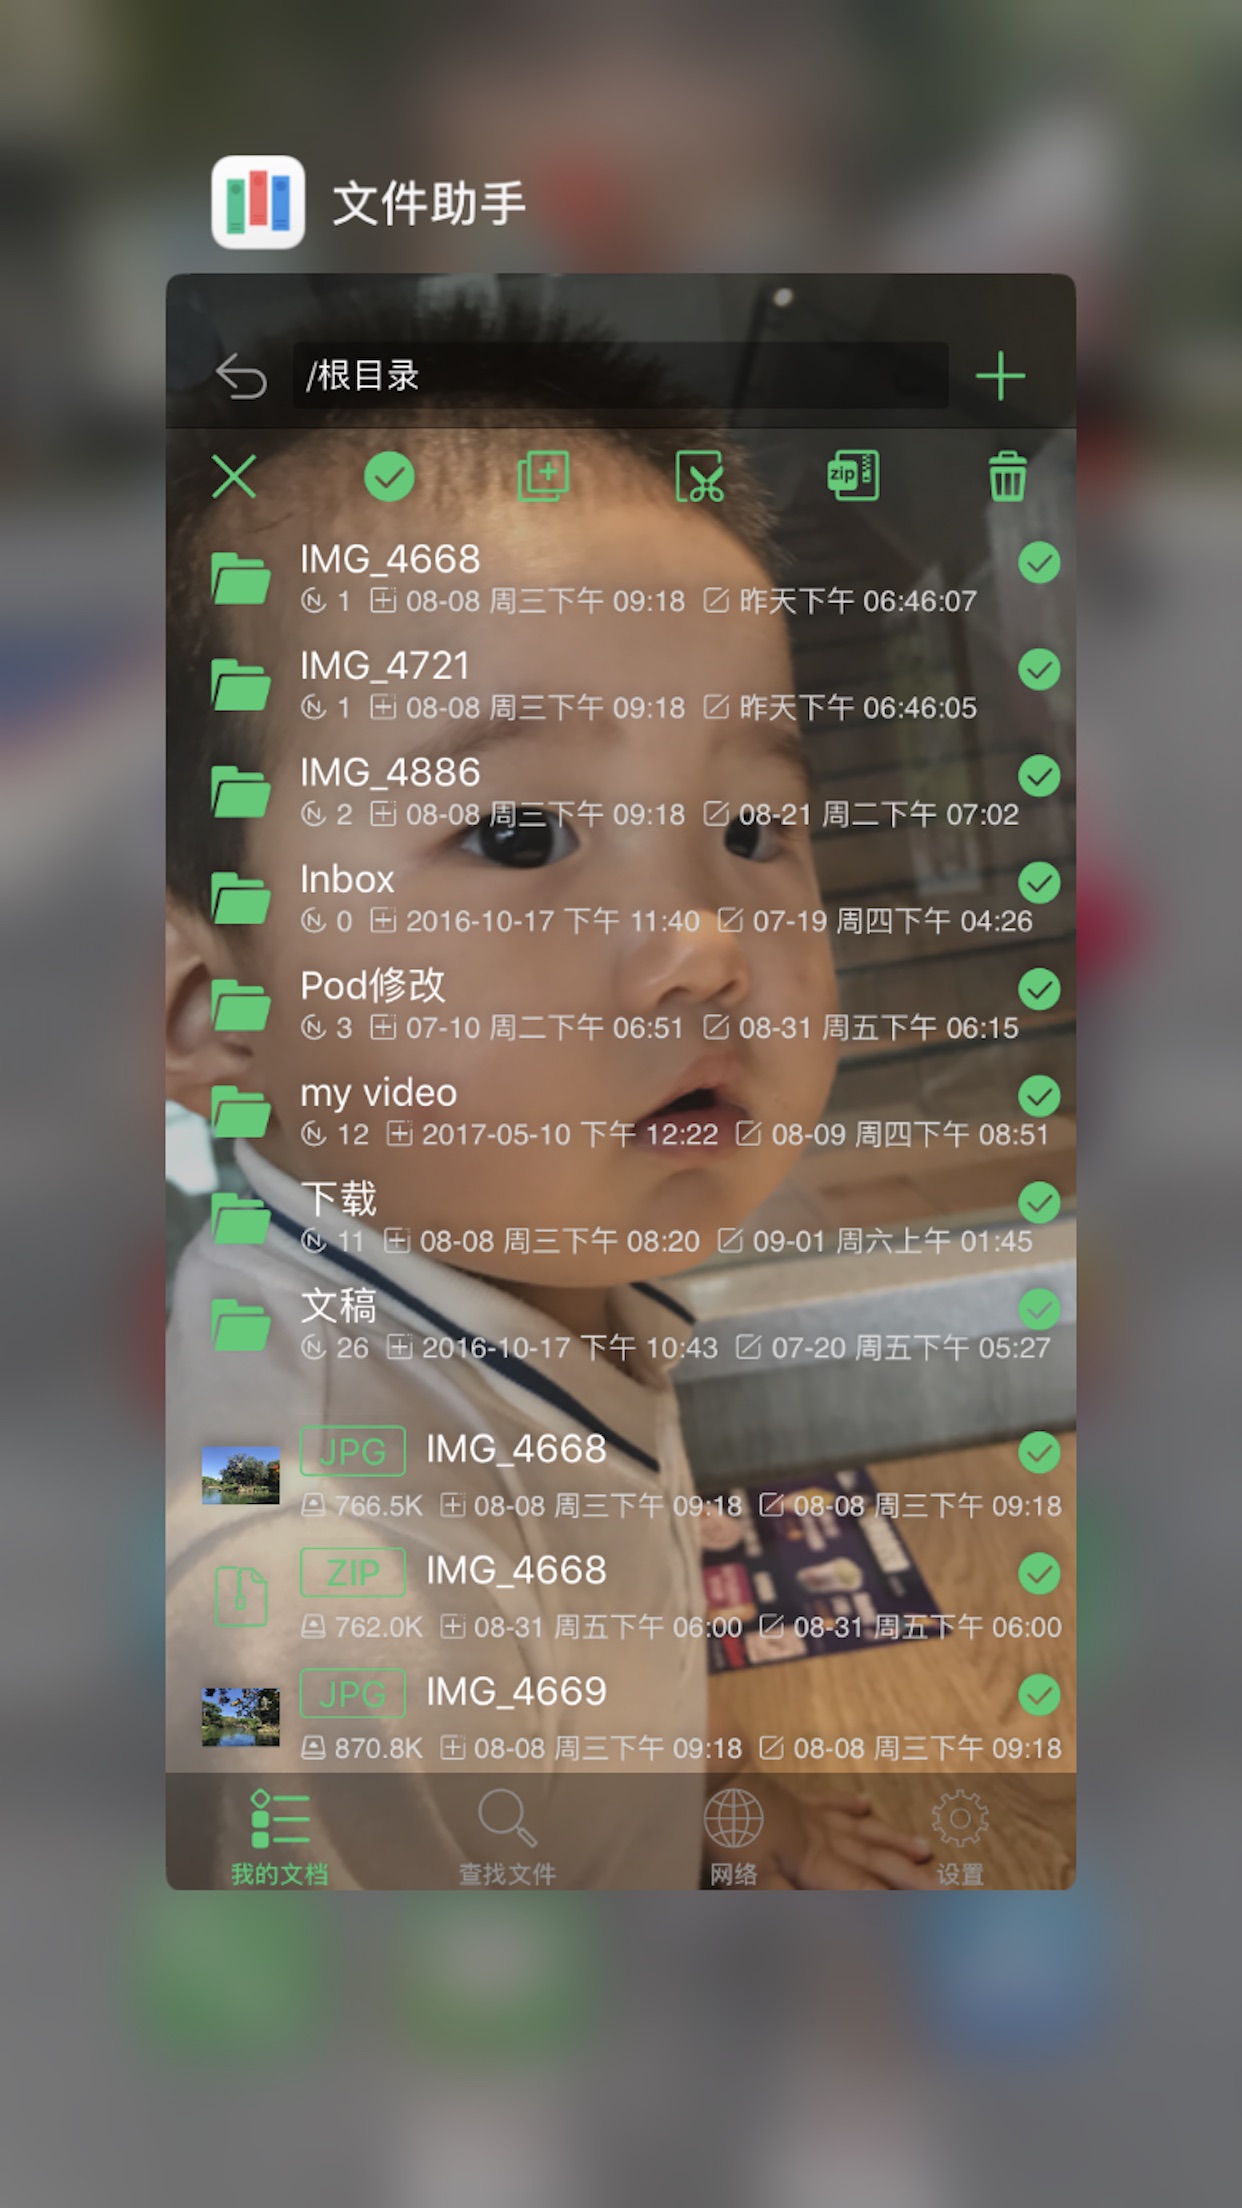 文件助手
/根目录
zip
IMG_4668
1 08-08 周三下午 09:18 昨天下午 06:46:07
IMG_4721
1 08-08 周三下午 09:18 昨天下午 06:46:05
IMG_4886
2 08-08 周三下午 09:18 08-21 周二下午 07:02
Inbox
0 2016-10-17 下午 11:40 07-19 周四下午 04:26
Pod修改
3 07-10 周二下午 06:51 08-31 周五下午 06:15
my video
12 2017-05-10 下午 12:22 08-09 周四下午 08:51
下载
11 08-08 周三下午 08:20 09-01 周六上午 01:45
文稿
26 2016-10-17 下午 10:43 07-20 周五下午 05:27
JPG IMG_4668
766.5K 08-08 周三下午 09:18 08-08 周三下午 09:18
ZIP IMG_4668
762.0K 08-31 周五下午 06:00 08-31 周五下午 06:00
JPG IMG_4669
870.8K 08-08 周三下午 09:18 08-08 周三下午 09:18
我的文档 查找文件 网络 设置